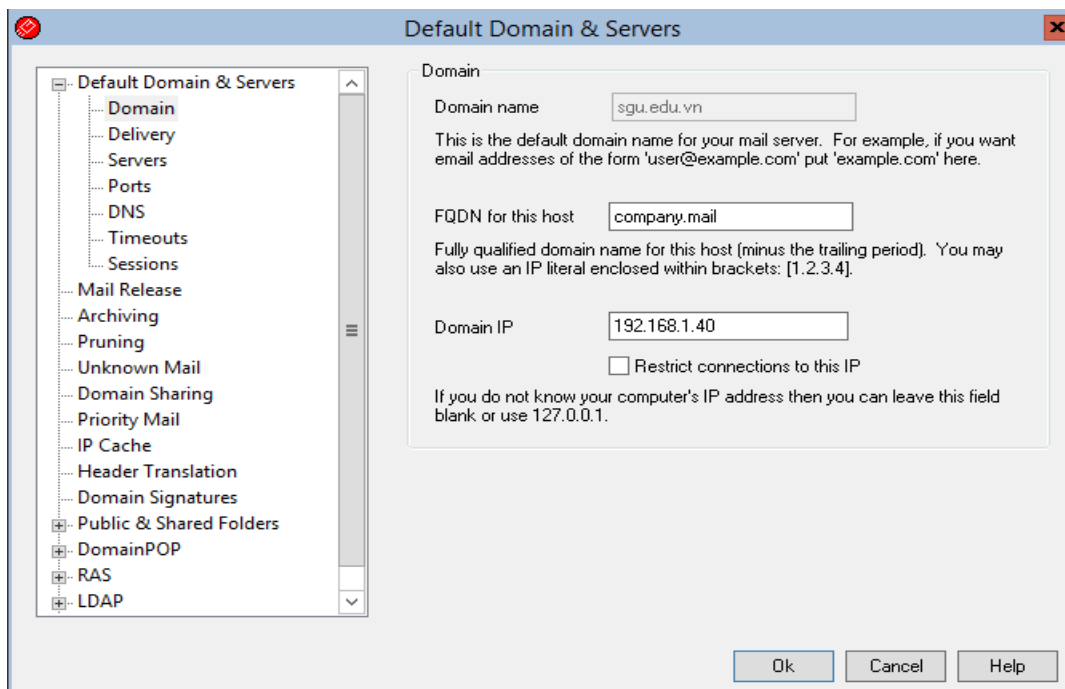 Default Domain & Servers
Default Domain & Servers
Domain
Delivery
Servers
Ports
DNS
Timeouts
Sessions
Mail Release
Archiving
Pruning
Unknown Mail
Domain Sharing
Priority Mail
IP Cache
Header Translation
Domain Signatures
Public & Shared Folders
DomainPOP
RAS
LDAP
Domain
Domain name sgu.edu.vn
This is the default domain name for your mail server. For example, if you want
email addresses of the form 'user@example.com' put 'example.com' here.
FQDN for this host company.mail
Fully qualified domain name for this host (minus the trailing period). You may
also use an IP literal enclosed within brackets: [1.2.3.4].
Domain IP 192.168.1.40
Restrict connections to this IP
If you do not know your computer's IP address then you can leave this field
blank or use 127.0.0.1.
Ok Cancel Help